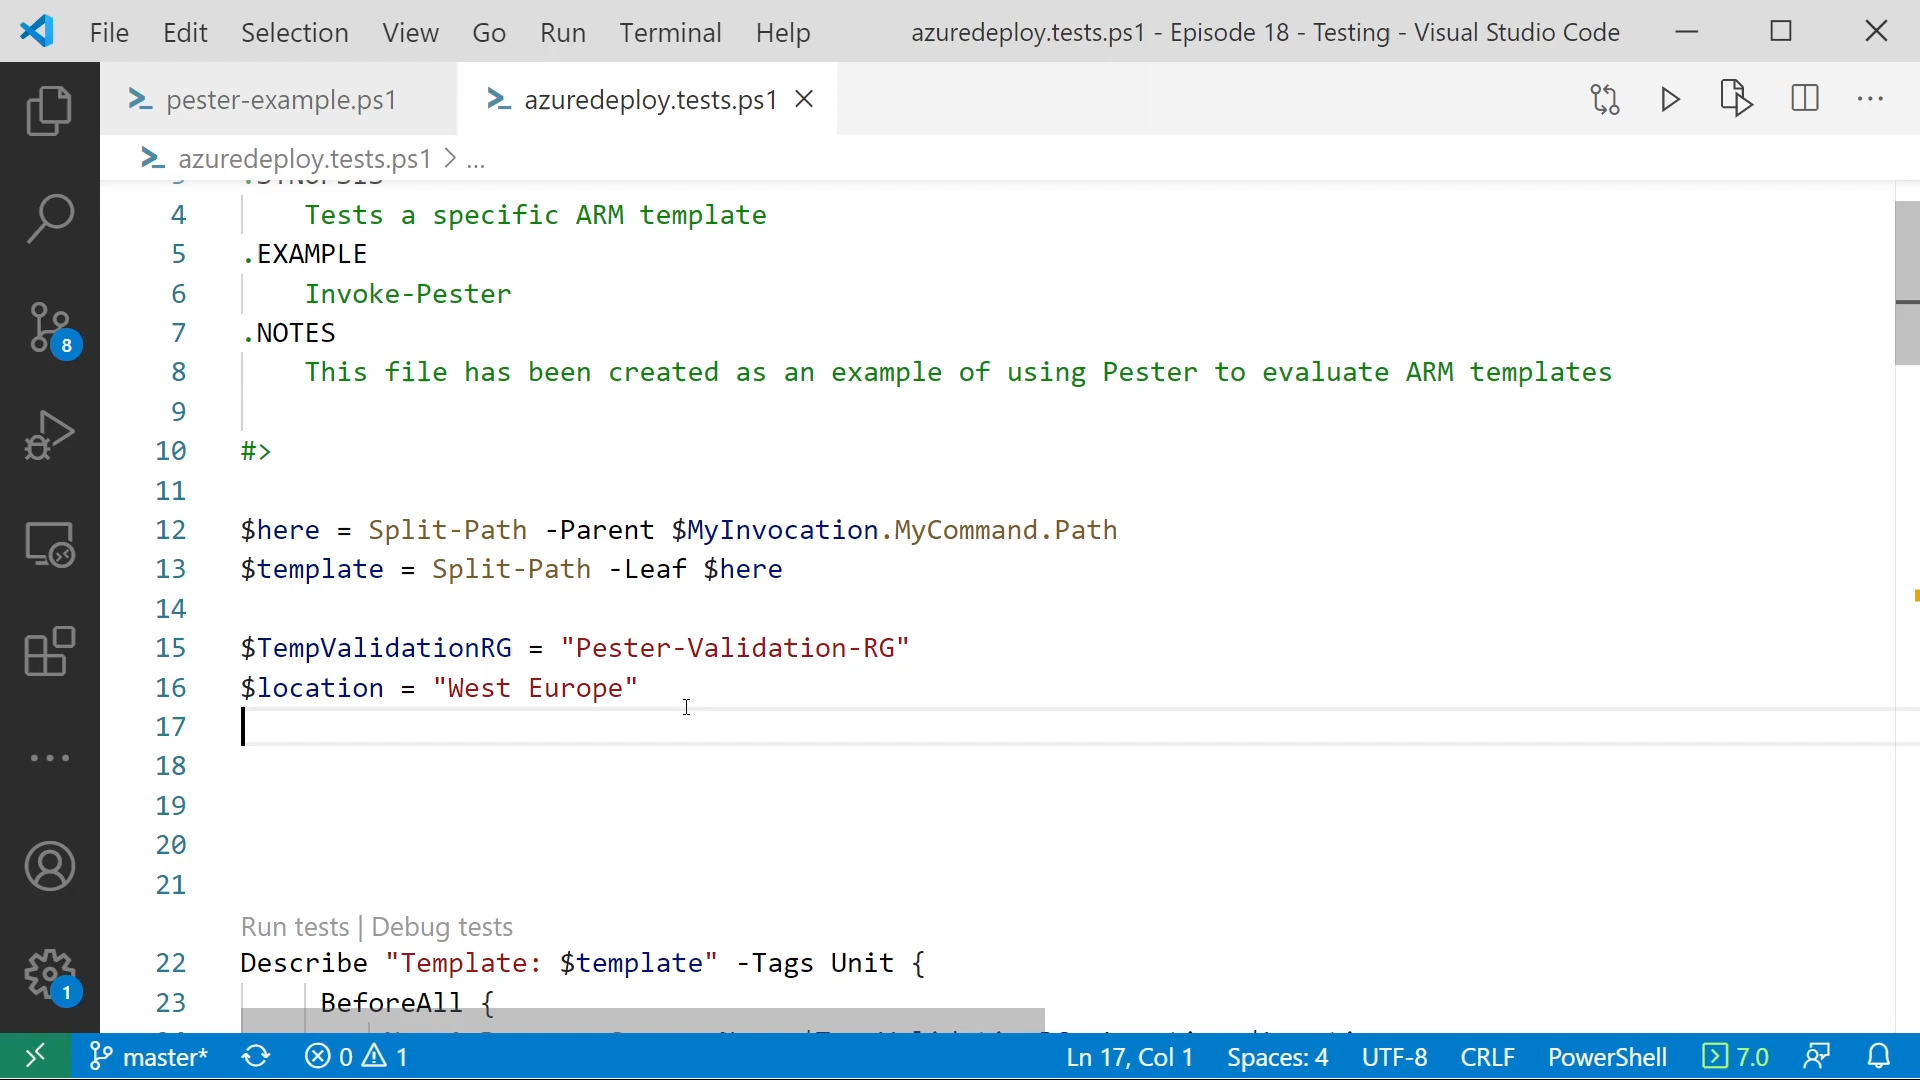 File Edit Selection View Go Run Terminal Help azuredeploy.tests.ps1 - Episode 18 - Testing - Visual Studio Code
pester-example.ps1 azuredeploy.tests.ps1
azuredeploy.tests.ps1 > ...
3 .SYNOPSIS
4 Tests a specific ARM template
5 .EXAMPLE
6 Invoke-Pester
7 .NOTES
8 This file has been created as an example of using Pester to evaluate ARM templates
9
10 #>
11
12 $here = Split-Path -Parent $MyInvocation.MyCommand.Path
13 $template = Split-Path -Leaf $here
14
15 $TempValidationRG = "Pester-Validation-RG"
16 $location = "West Europe"
17
18
19
20
21
Run tests | Debug tests
22 Describe "Template: $template" -Tags Unit {
23 BeforeAll {
8
1
master* 0 1 Ln 17, Col 1 Spaces: 4 UTF-8 CRLF PowerShell 7.0